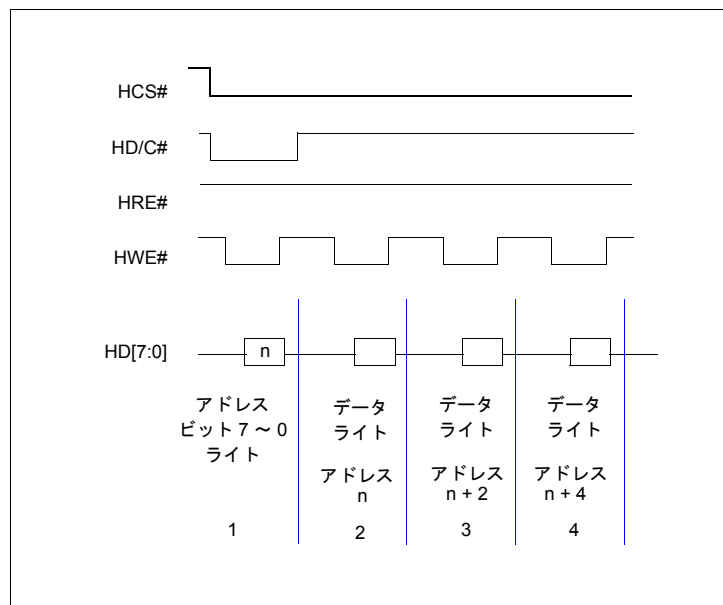 HCS#
HD/C#
HRE#
HWE#
HD[7:0]
n
アドレス
ビット 7 ～ 0
ライト
1
データ
ライト
アドレス
n
2
データ
ライト
アドレス
n + 2
3
データ
ライト
アドレス
n + 4
4